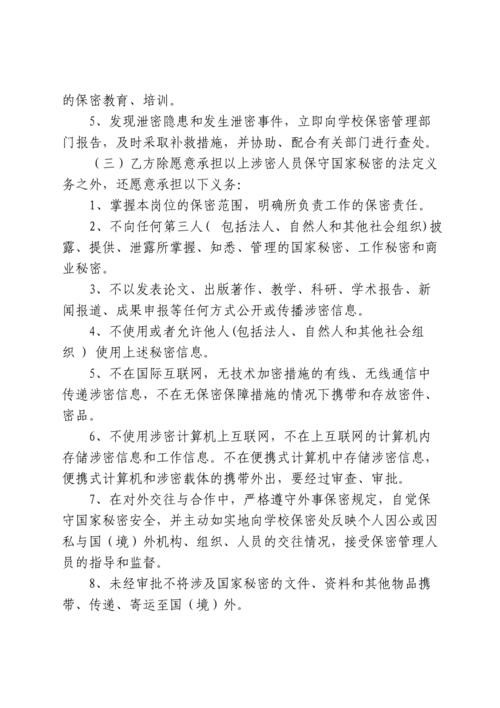 的保密教育、培训。
5、发现泄密隐患和发生泄密事件，立即向学校保密管理部
门报告，及时采取补救措施，并协助、配合有关部门进行查处。
（三）乙方除愿意承担以上涉密人员保守国家秘密的法定义
务之外，还愿意承担以下义务：
1、掌握本岗位的保密范围，明确所负责工作的保密责任。
2、不向任何第三人( 包括法人、自然人和其他社会组织)披
露、提供、泄露所掌握、知悉、管理的国家秘密、工作秘密和商
业秘密。
3、不以发表论文、出版著作、教学、科研、学术报告、新
闻报道、成果申报等任何方式公开或传播涉密信息。
4、不使用或者允许他人(包括法人、自然人和其他社会组
织 ) 使用上述秘密信息。
5、不在国际互联网，无技术加密措施的有线、无线通信中
传递涉密信息，不在无保密保障措施的情况下携带和存放密件、
密品。
6、不使用涉密计算机上互联网，不在上互联网的计算机内
存储涉密信息和工作信息。不在便携式计算机中存储涉密信息，
便携式计算机和涉密载体的携带外出，要经过审查、审批。
7、在对外交往与合作中，严格遵守外事保密规定，自觉保
守国家秘密安全，并主动如实地向学校保密处反映个人因公或因
私与国（境）外机构、组织、人员的交往情况，接受保密管理人
员的指导和监督。
8、未经审批不将涉及国家秘密的文件、资料和其他物品携
带、传递、寄运至国（境）外。